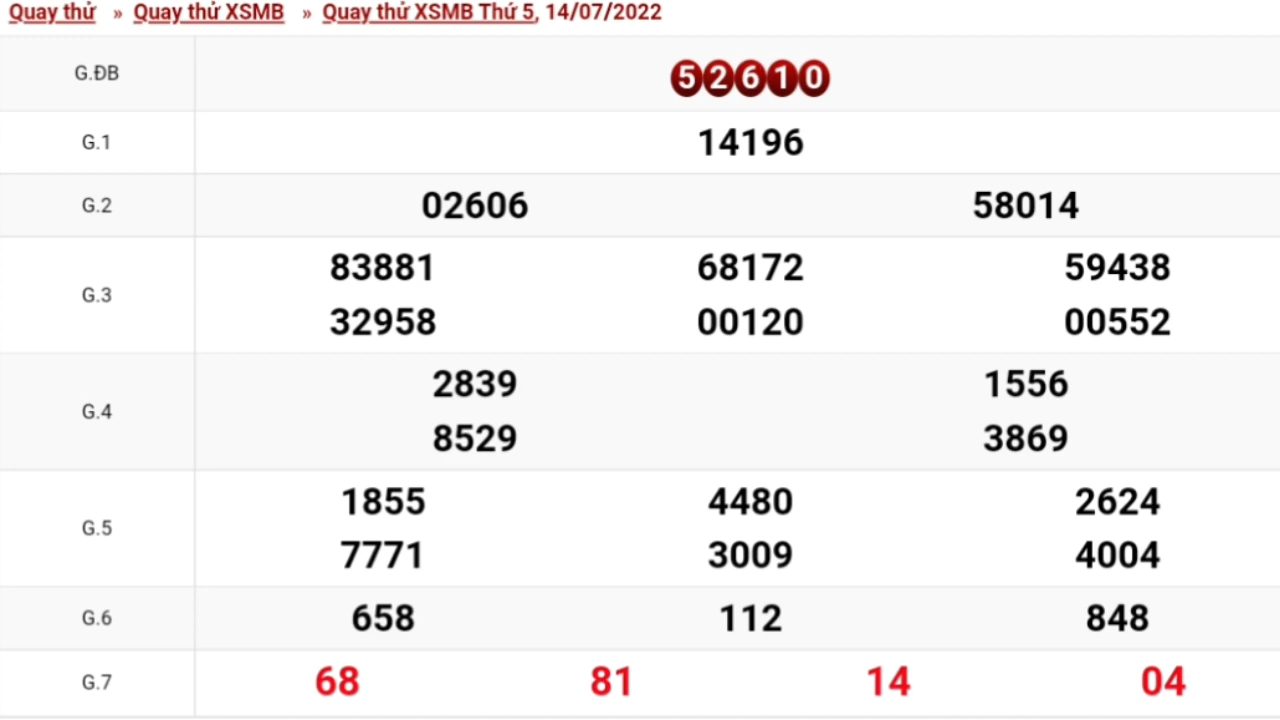 Quay thử » Quay thử XSMB » Quay thử XSMB Thứ 5, 14/07/2022
G.ĐB 52610
G.1 14196
G.2 02606 58014
83881 68172 59438
G.3
32958 00120 00552
2839 1556
G.4
8529 3869
1855 4480 2624
G.5
7771 3009 4004
G.6 658 112 848
G.7 68 81 14 04